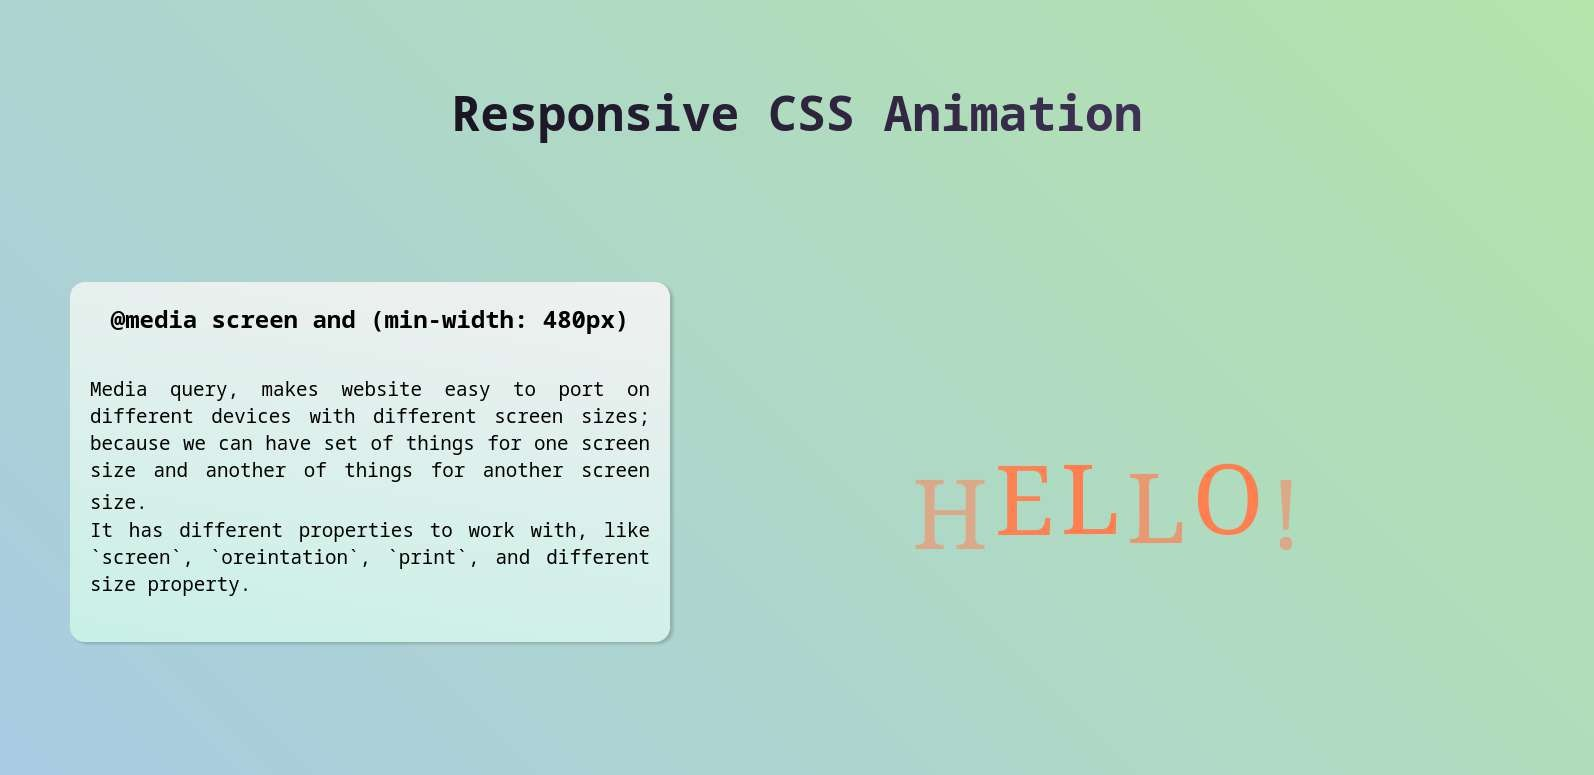 Responsive CSS Animation
@media screen and (min-width: 480px)
Media query, makes website easy to port on
different devices with different screen sizes;
because we can have set of things for one screen
size and another of things for another screen
size.
It has different properties to work with, like
`screen`, `oreintation`, `print`, and different
size property.
HELLO!